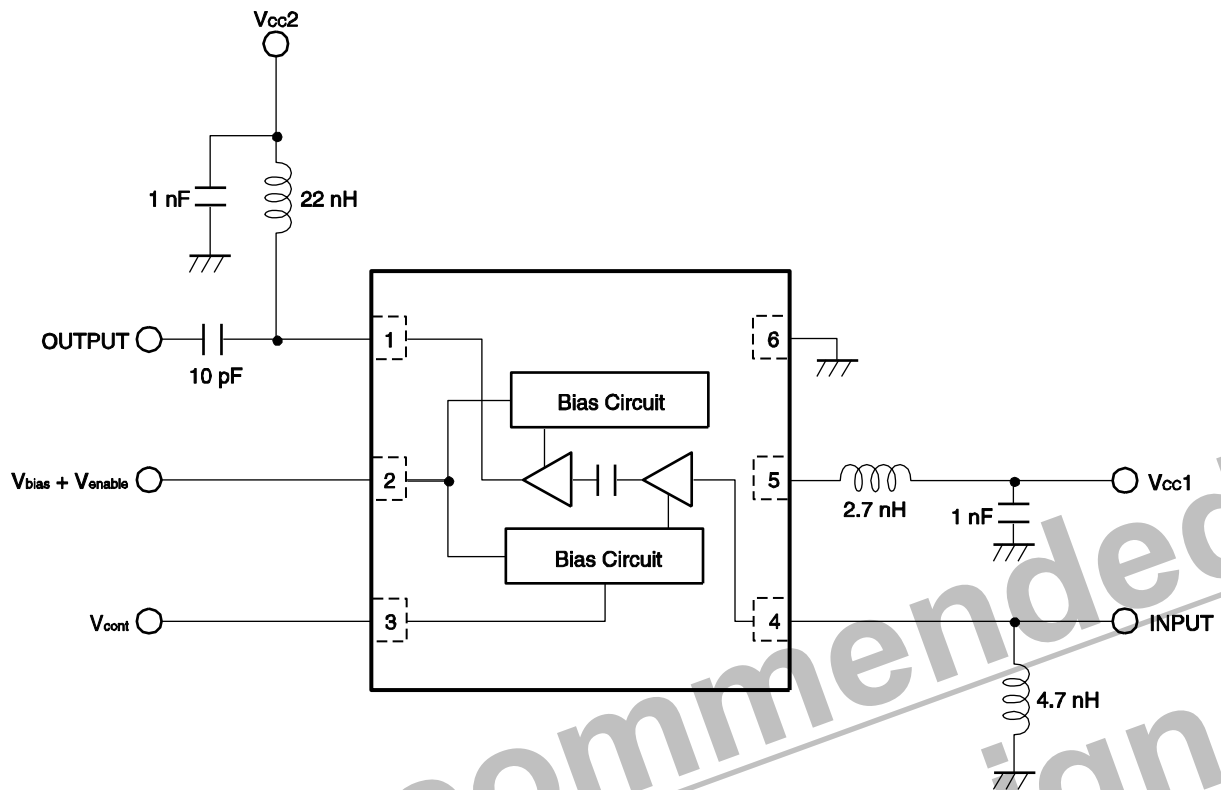 Vcc2
1 nF
22 nH
OUTPUT
10 pF
1
6
Bias Circuit
Vbias + Venable
2
5
2.7 nH
1 nF
Vcc1
Bias Circuit
Vcont
3
4
INPUT
4.7 nH